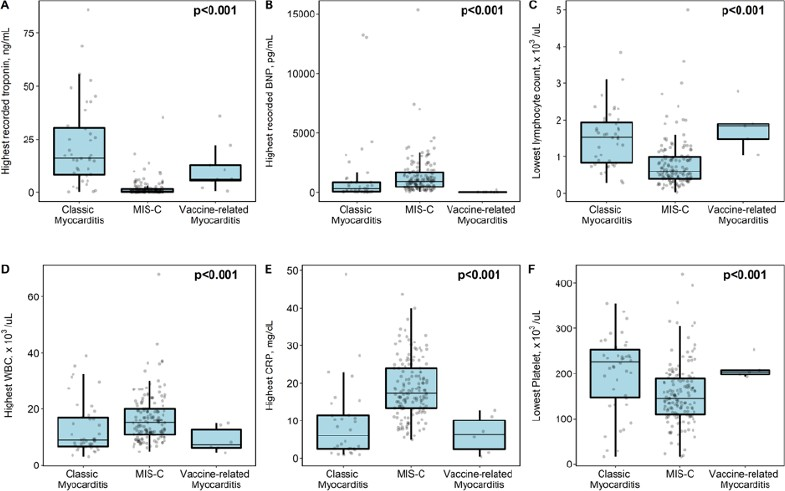 A
p<0.001
Highest recorded troponin, ng/mL
75
50
25
0
Classic
Myocarditis
MIS-C
Vaccine-related
Myocarditis
B
p<0.001
Highest recorded BNP, pg/mL
15000
10000
5000
0
Classic
Myocarditis
MIS-C
Vaccine-related
Myocarditis
C
p<0.001
Lowest lymphocyte count, x 10³ /uL
5
4
3
2
1
0
Classic
Myocarditis
MIS-C
Vaccine-related
Myocarditis
D
p<0.001
Highest WBC, x 10³ /uL
60
40
20
0
Classic
Myocarditis
MIS-C
Vaccine-related
Myocarditis
E
p<0.001
Highest CRP, mg/dL
50
40
30
20
10
0
Classic
Myocarditis
MIS-C
Vaccine-related
Myocarditis
F
p<0.001
Lowest Platelet, x 10³ /uL
400
300
200
100
0
Classic
Myocarditis
MIS-C
Vaccine-related
Myocarditis